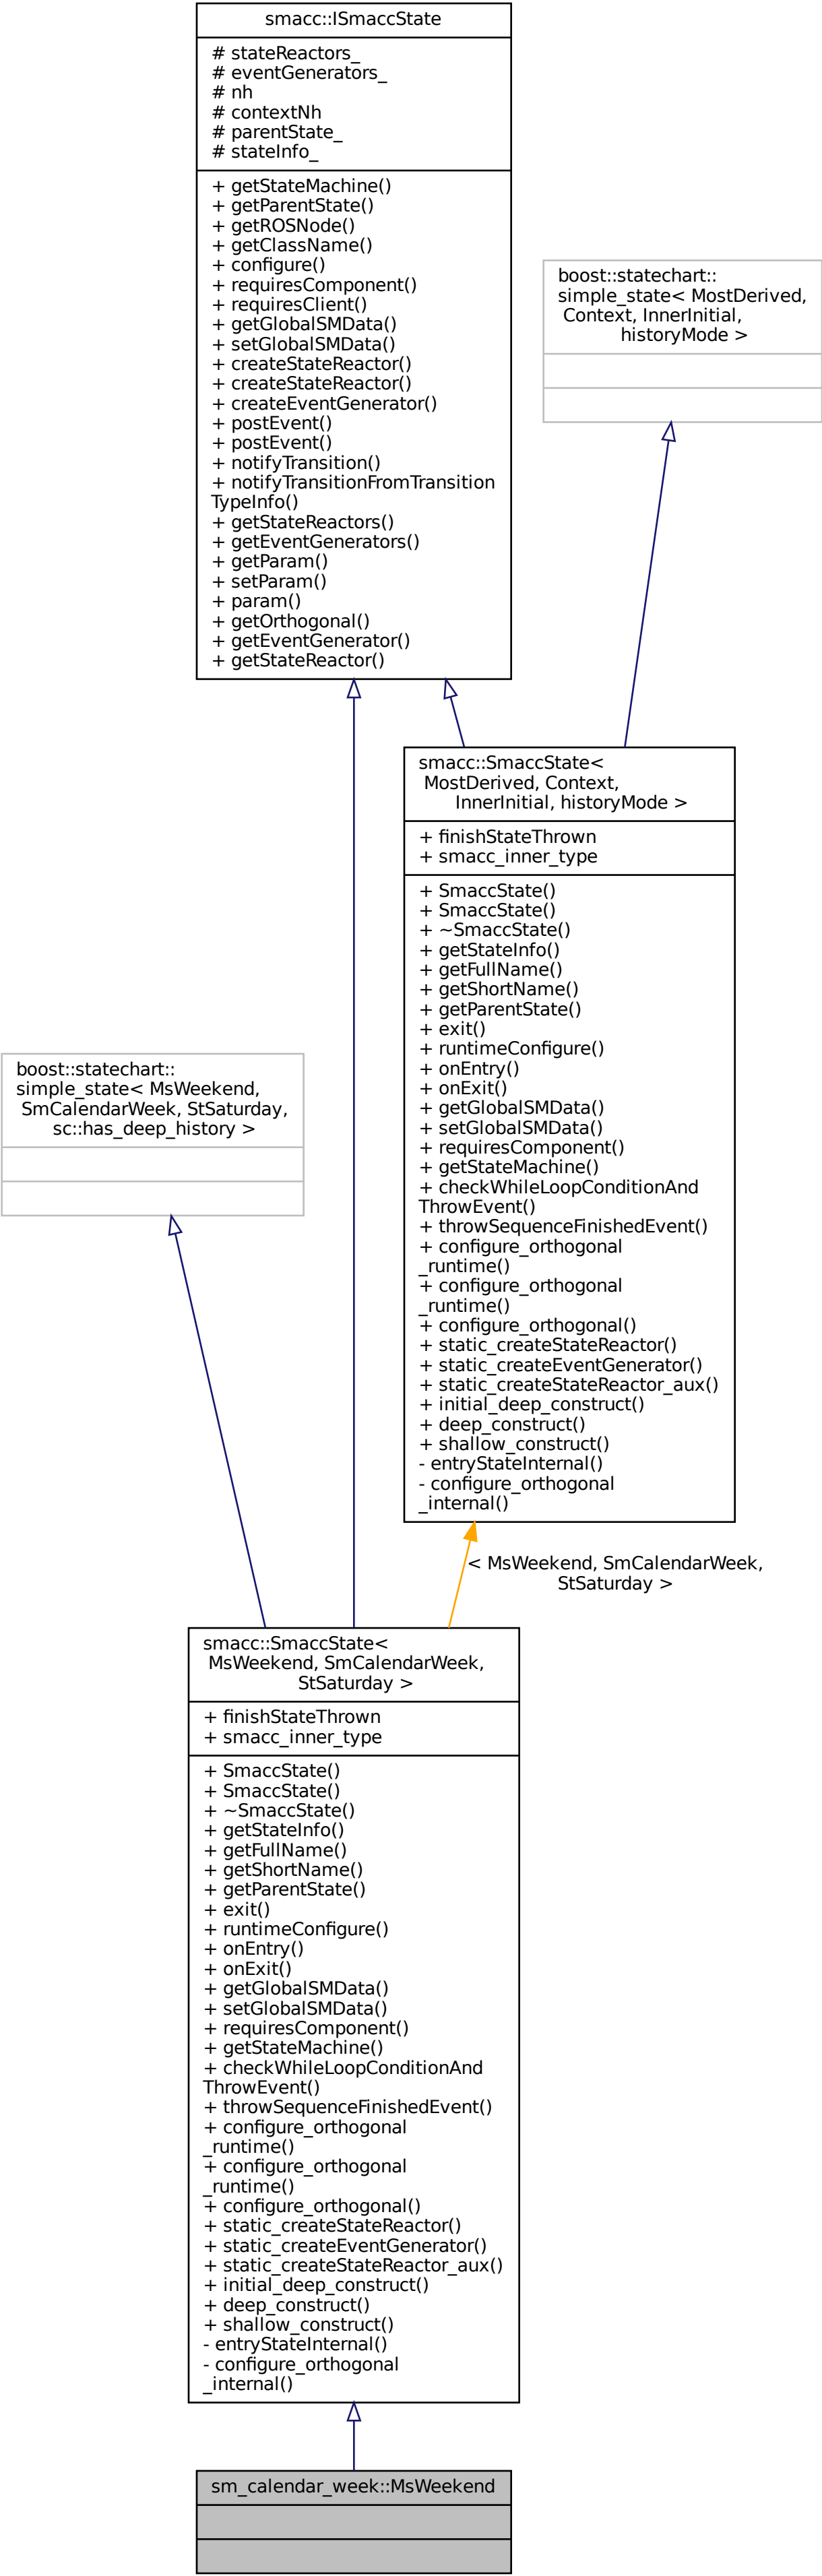 smacc::ISmaccState
# stateReactors_
# eventGenerators_
# nh
# contextNh
# parentState_
# stateInfo_
+ getStateMachine()
+ getParentState()
+ getROSNode()
+ getClassName()
+ configure()
+ requiresComponent()
+ requiresClient()
+ getGlobalSMData()
+ setGlobalSMData()
+ createStateReactor()
+ createStateReactor()
+ createEventGenerator()
+ postEvent()
+ postEvent()
+ notifyTransition()
+ notifyTransitionFromTransition
TypeInfo()
+ getStateReactors()
+ getEventGenerators()
+ getParam()
+ setParam()
+ param()
+ getOrthogonal()
+ getEventGenerator()
+ getStateReactor()
boost::statechart::
simple_state< MostDerived,
Context, InnerInitial,
historyMode >
smacc::SmaccState<
MostDerived, Context,
InnerInitial, historyMode >
+ finishStateThrown
+ smacc_inner_type
+ SmaccState()
+ SmaccState()
+ ~SmaccState()
+ getStateInfo()
+ getFullName()
+ getShortName()
+ getParentState()
+ exit()
+ runtimeConfigure()
+ onEntry()
+ onExit()
+ getGlobalSMData()
+ setGlobalSMData()
+ requiresComponent()
+ getStateMachine()
+ checkWhileLoopConditionAnd
ThrowEvent()
+ throwSequenceFinishedEvent()
+ configure_orthogonal
_runtime()
+ configure_orthogonal
_runtime()
+ configure_orthogonal()
+ static_createStateReactor()
+ static_createEventGenerator()
+ static_createStateReactor_aux()
+ initial_deep_construct()
+ deep_construct()
+ shallow_construct()
- entryStateInternal()
- configure_orthogonal
_internal()
boost::statechart::
simple_state< MsWeekend,
SmCalendarWeek, StSaturday,
sc::has_deep_history >
< MsWeekend, SmCalendarWeek,
StSaturday >
smacc::SmaccState<
MsWeekend, SmCalendarWeek,
StSaturday >
+ finishStateThrown
+ smacc_inner_type
+ SmaccState()
+ SmaccState()
+ ~SmaccState()
+ getStateInfo()
+ getFullName()
+ getShortName()
+ getParentState()
+ exit()
+ runtimeConfigure()
+ onEntry()
+ onExit()
+ getGlobalSMData()
+ setGlobalSMData()
+ requiresComponent()
+ getStateMachine()
+ checkWhileLoopConditionAnd
ThrowEvent()
+ throwSequenceFinishedEvent()
+ configure_orthogonal
_runtime()
+ configure_orthogonal
_runtime()
+ configure_orthogonal()
+ static_createStateReactor()
+ static_createEventGenerator()
+ static_createStateReactor_aux()
+ initial_deep_construct()
+ deep_construct()
+ shallow_construct()
- entryStateInternal()
- configure_orthogonal
_internal()
sm_calendar_week::MsWeekend